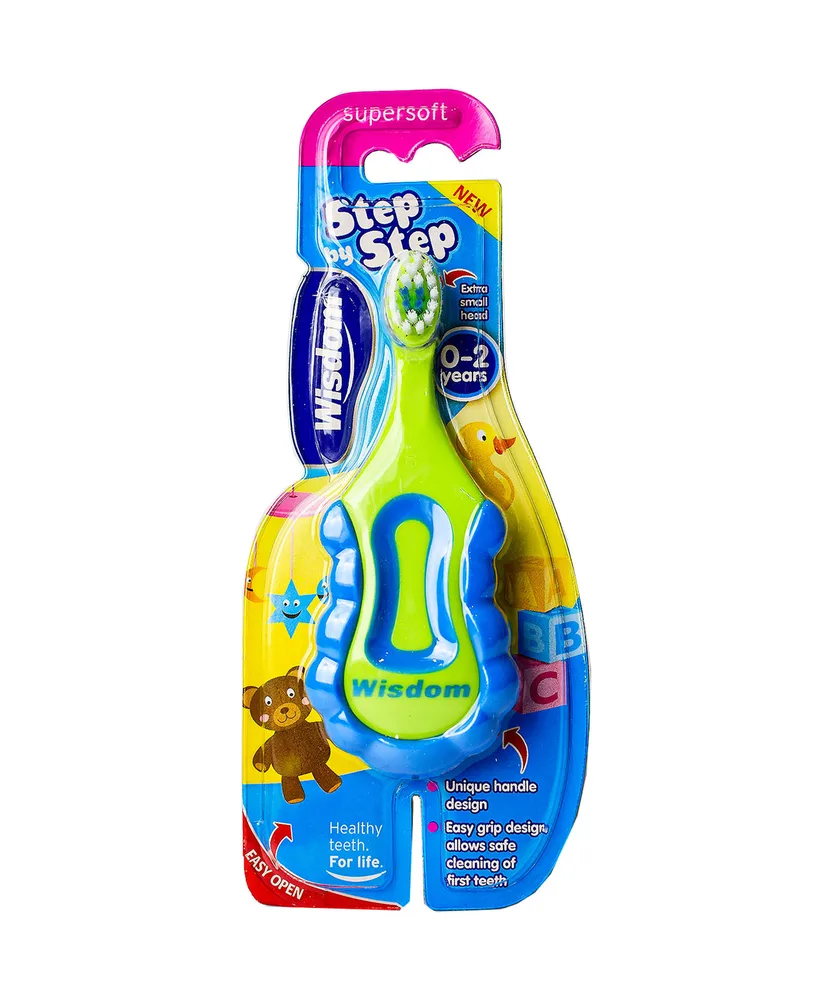 supersoft
NEW
Step
by Step
Extra
small
head
Wisdom
0-2
years
B B
C
Wisdom
Unique handle
design
Easy grip design,
allows safe
cleaning of
first teeth
Healthy
teeth.
For life.
EASY OPEN